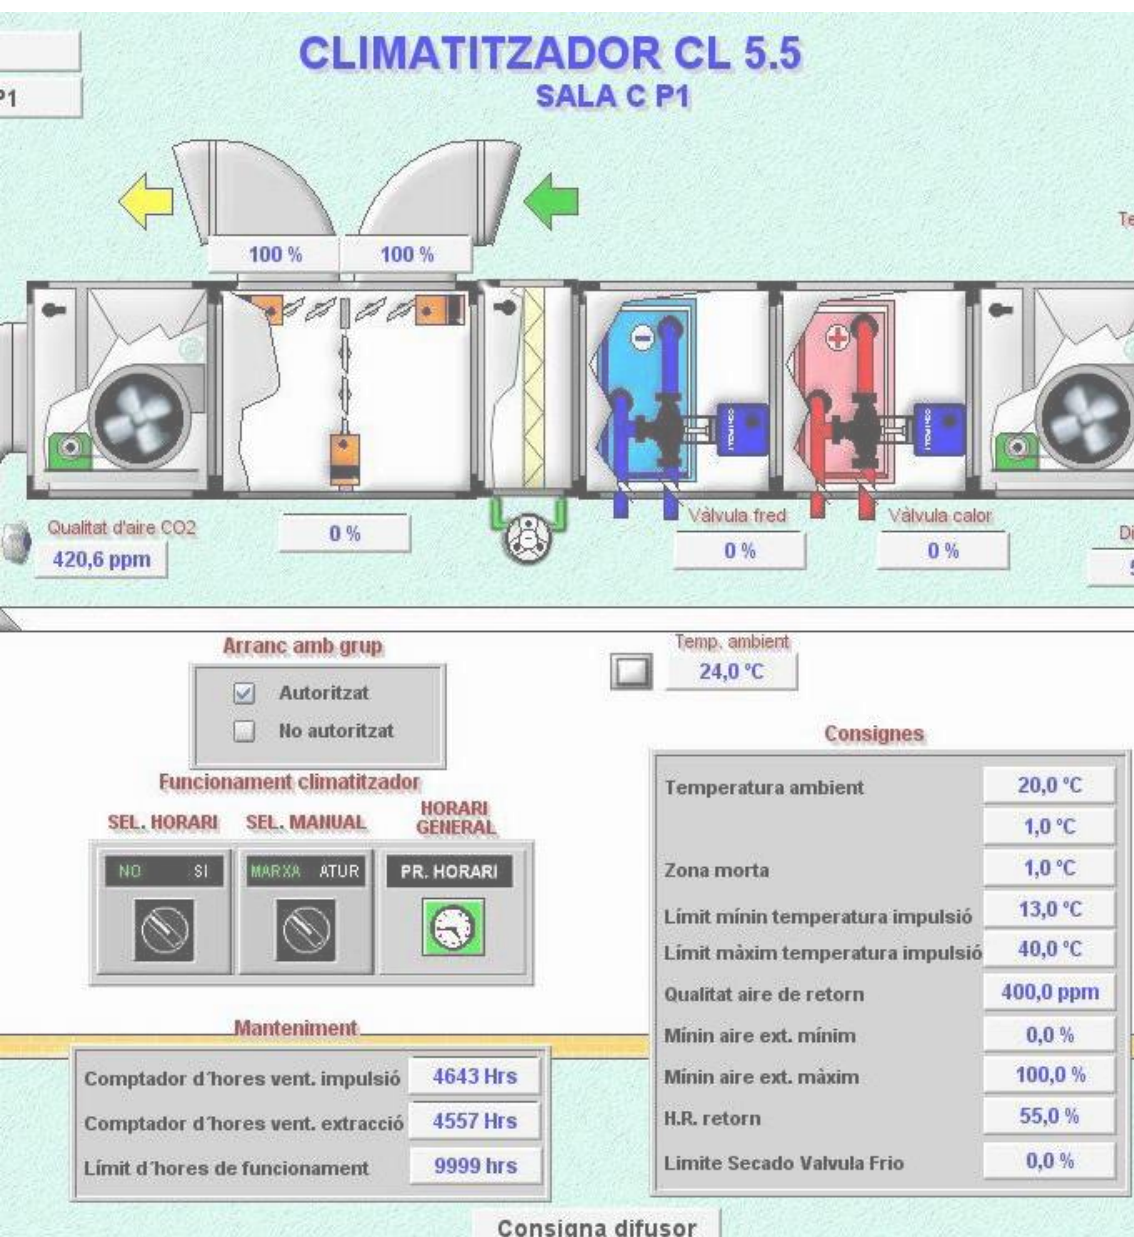 CLIMATITZADOR CL 5.5
SALA C P1
P1
100 %
100 %
Qualitat d'aire CO2
420,6 ppm
0 %
Vàlvula fred
0 %
Vàlvula calor
0 %
Arranc amb grup
Autoritzat
No autoritzat
Temp. ambient
24,0 ºC
Funcionament climatitzador
SEL. HORARI
SEL. MANUAL
HORARI
GENERAL
NO SI
MARXA ATUR
PR. HORARI
Consignes
Temperatura ambient 20,0 ºC
1,0 ºC
Zona morta 1,0 ºC
Límit mínin temperatura impulsió 13,0 ºC
Límit màxim temperatura impulsió 40,0 ºC
Qualitat aire de retorn 400,0 ppm
Mínin aire ext. mínim 0,0 %
Mínin aire ext. màxim 100,0 %
H.R. retorn 55,0 %
Limite Secado Valvula Frio 0,0 %
Manteniment
Comptador d´hores vent. impulsió 4643 Hrs
Comptador d´hores vent. extracció 4557 Hrs
Límit d´hores de funcionament 9999 hrs
Consigna difusor